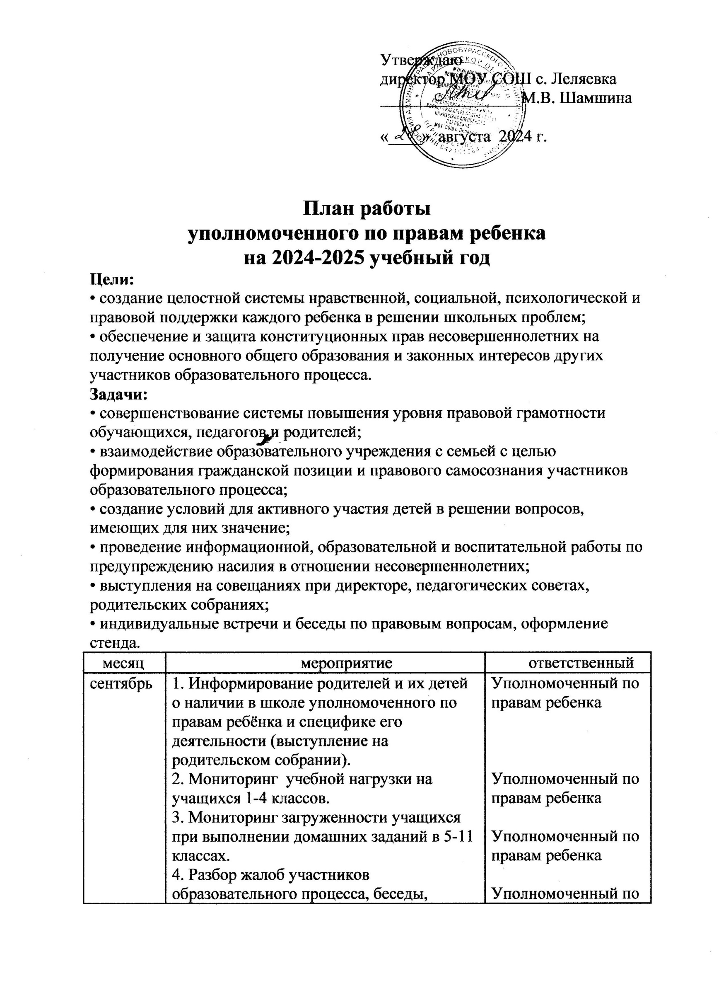 Утверждаю
директор МОУ СОШ с. Леляевка
М.В. Шамшина
«28» августа 2024 г.
План работы
уполномоченного по правам ребенка
на 2024-2025 учебный год
Цели:
• создание целостной системы нравственной, социальной, психологической и
правовой поддержки каждого ребенка в решении школьных проблем;
• обеспечение и защита конституционных прав несовершеннолетних на
получение основного общего образования и законных интересов других
участников образовательного процесса.
Задачи:
• совершенствование системы повышения уровня правовой грамотности
обучающихся, педагогов и родителей;
• взаимодействие образовательного учреждения с семьей с целью
формирования гражданской позиции и правового самосознания участников
образовательного процесса;
• создание условий для активного участия детей в решении вопросов,
имеющих для них значение;
• проведение информационной, образовательной и воспитательной работы по
предупреждению насилия в отношении несовершеннолетних;
• выступления на совещаниях при директоре, педагогических советах,
родительских собраниях;
• индивидуальные встречи и беседы по правовым вопросам, оформление
стенда.
месяц мероприятие ответственный
сентябрь 1. Информирование родителей и их детей Уполномоченный по
о наличии в школе уполномоченного по правам ребенка
правам ребёнка и специфике его
деятельности (выступление на
родительском собрании).
2. Мониторинг учебной нагрузки на Уполномоченный по
учащихся 1-4 классов. правам ребенка
3. Мониторинг загруженности учащихся
при выполнении домашних заданий в 5-11 Уполномоченный по
классах. правам ребенка
4. Разбор жалоб участников
образовательного процесса, беседы, Уполномоченный по